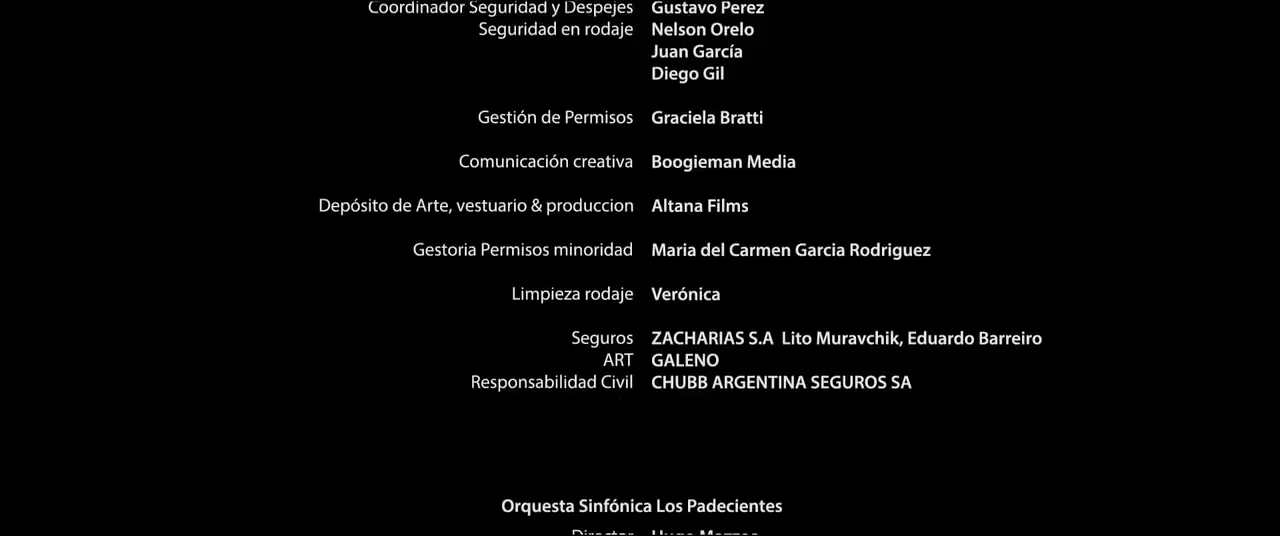 Coordinador Seguridad y Despejes Gustavo Perez
Seguridad en rodaje Nelson Orelo
Juan García
Diego Gil
Gestión de Permisos Graciela Bratti
Comunicación creativa Boogieman Media
Depósito de Arte, vestuario & produccion Altana Films
Gestoria Permisos minoridad Maria del Carmen Garcia Rodriguez
Limpieza rodaje Verónica
Seguros ZACHARIAS S.A Lito Muravchik, Eduardo Barreiro
ART GALENO
Responsabilidad Civil CHUBB ARGENTINA SEGUROS SA
Orquesta Sinfónica Los Padecientes
Director Hugo